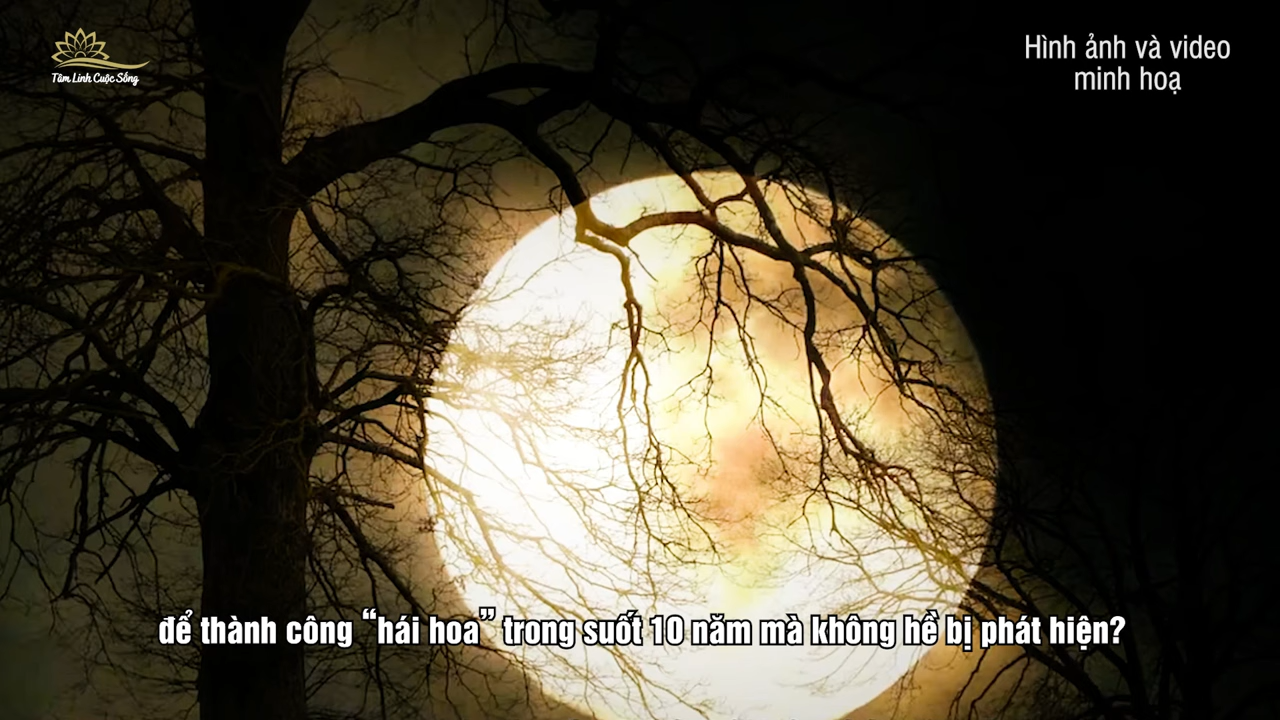 Tâm Linh Cuộc Sống
Hình ảnh và video
minh hoạ
để thành công “hái hoa” trong suốt 10 năm mà không hề bị phát hiện?